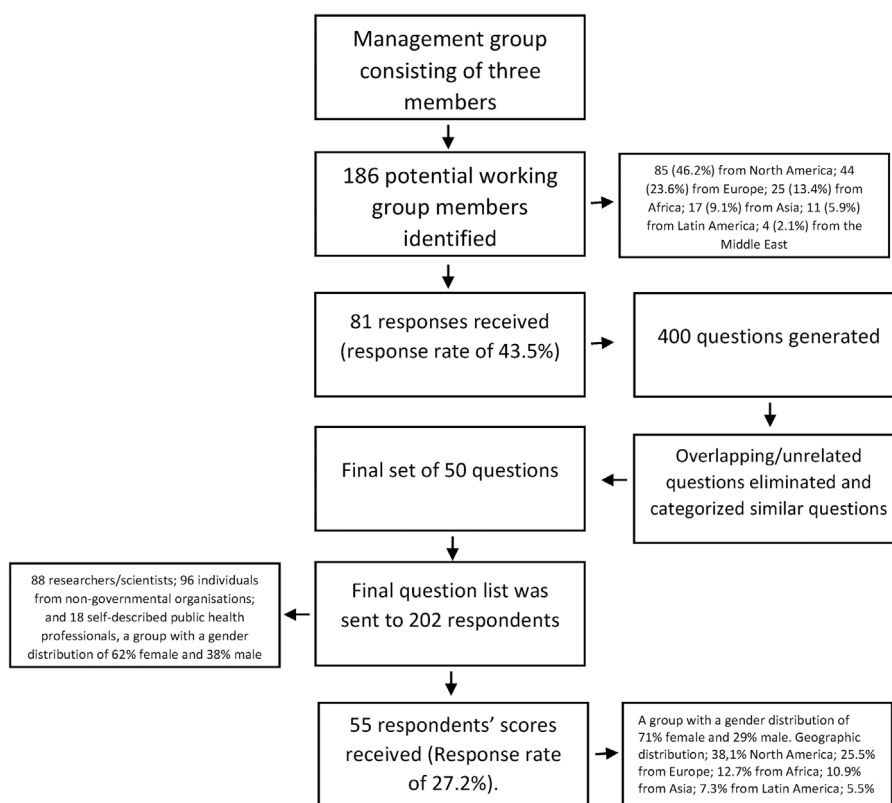 Management group
consisting of three
members
186 potential working
group members
identified
85 (46.2%) from North America; 44
(23.6%) from Europe; 25 (13.4%) from
Africa; 17 (9.1%) from Asia; 11 (5.9%)
from Latin America; 4 (2.1%) from the
Middle East
81 responses received
(response rate of 43.5%)
400 questions generated
Overlapping/unrelated
questions eliminated and
categorized similar questions
Final set of 50 questions
Final question list was
sent to 202 respondents
88 researchers/scientists; 96 individuals
from non-governmental organisations;
and 18 self-described public health
professionals, a group with a gender
distribution of 62% female and 38% male
55 respondents’ scores
received (Response rate
of 27.2%).
A group with a gender distribution of
71% female and 29% male. Geographic
distribution; 38,1% North America; 25.5%
from Europe; 12.7% from Africa; 10.9%
from Asia; 7.3% from Latin America; 5.5%